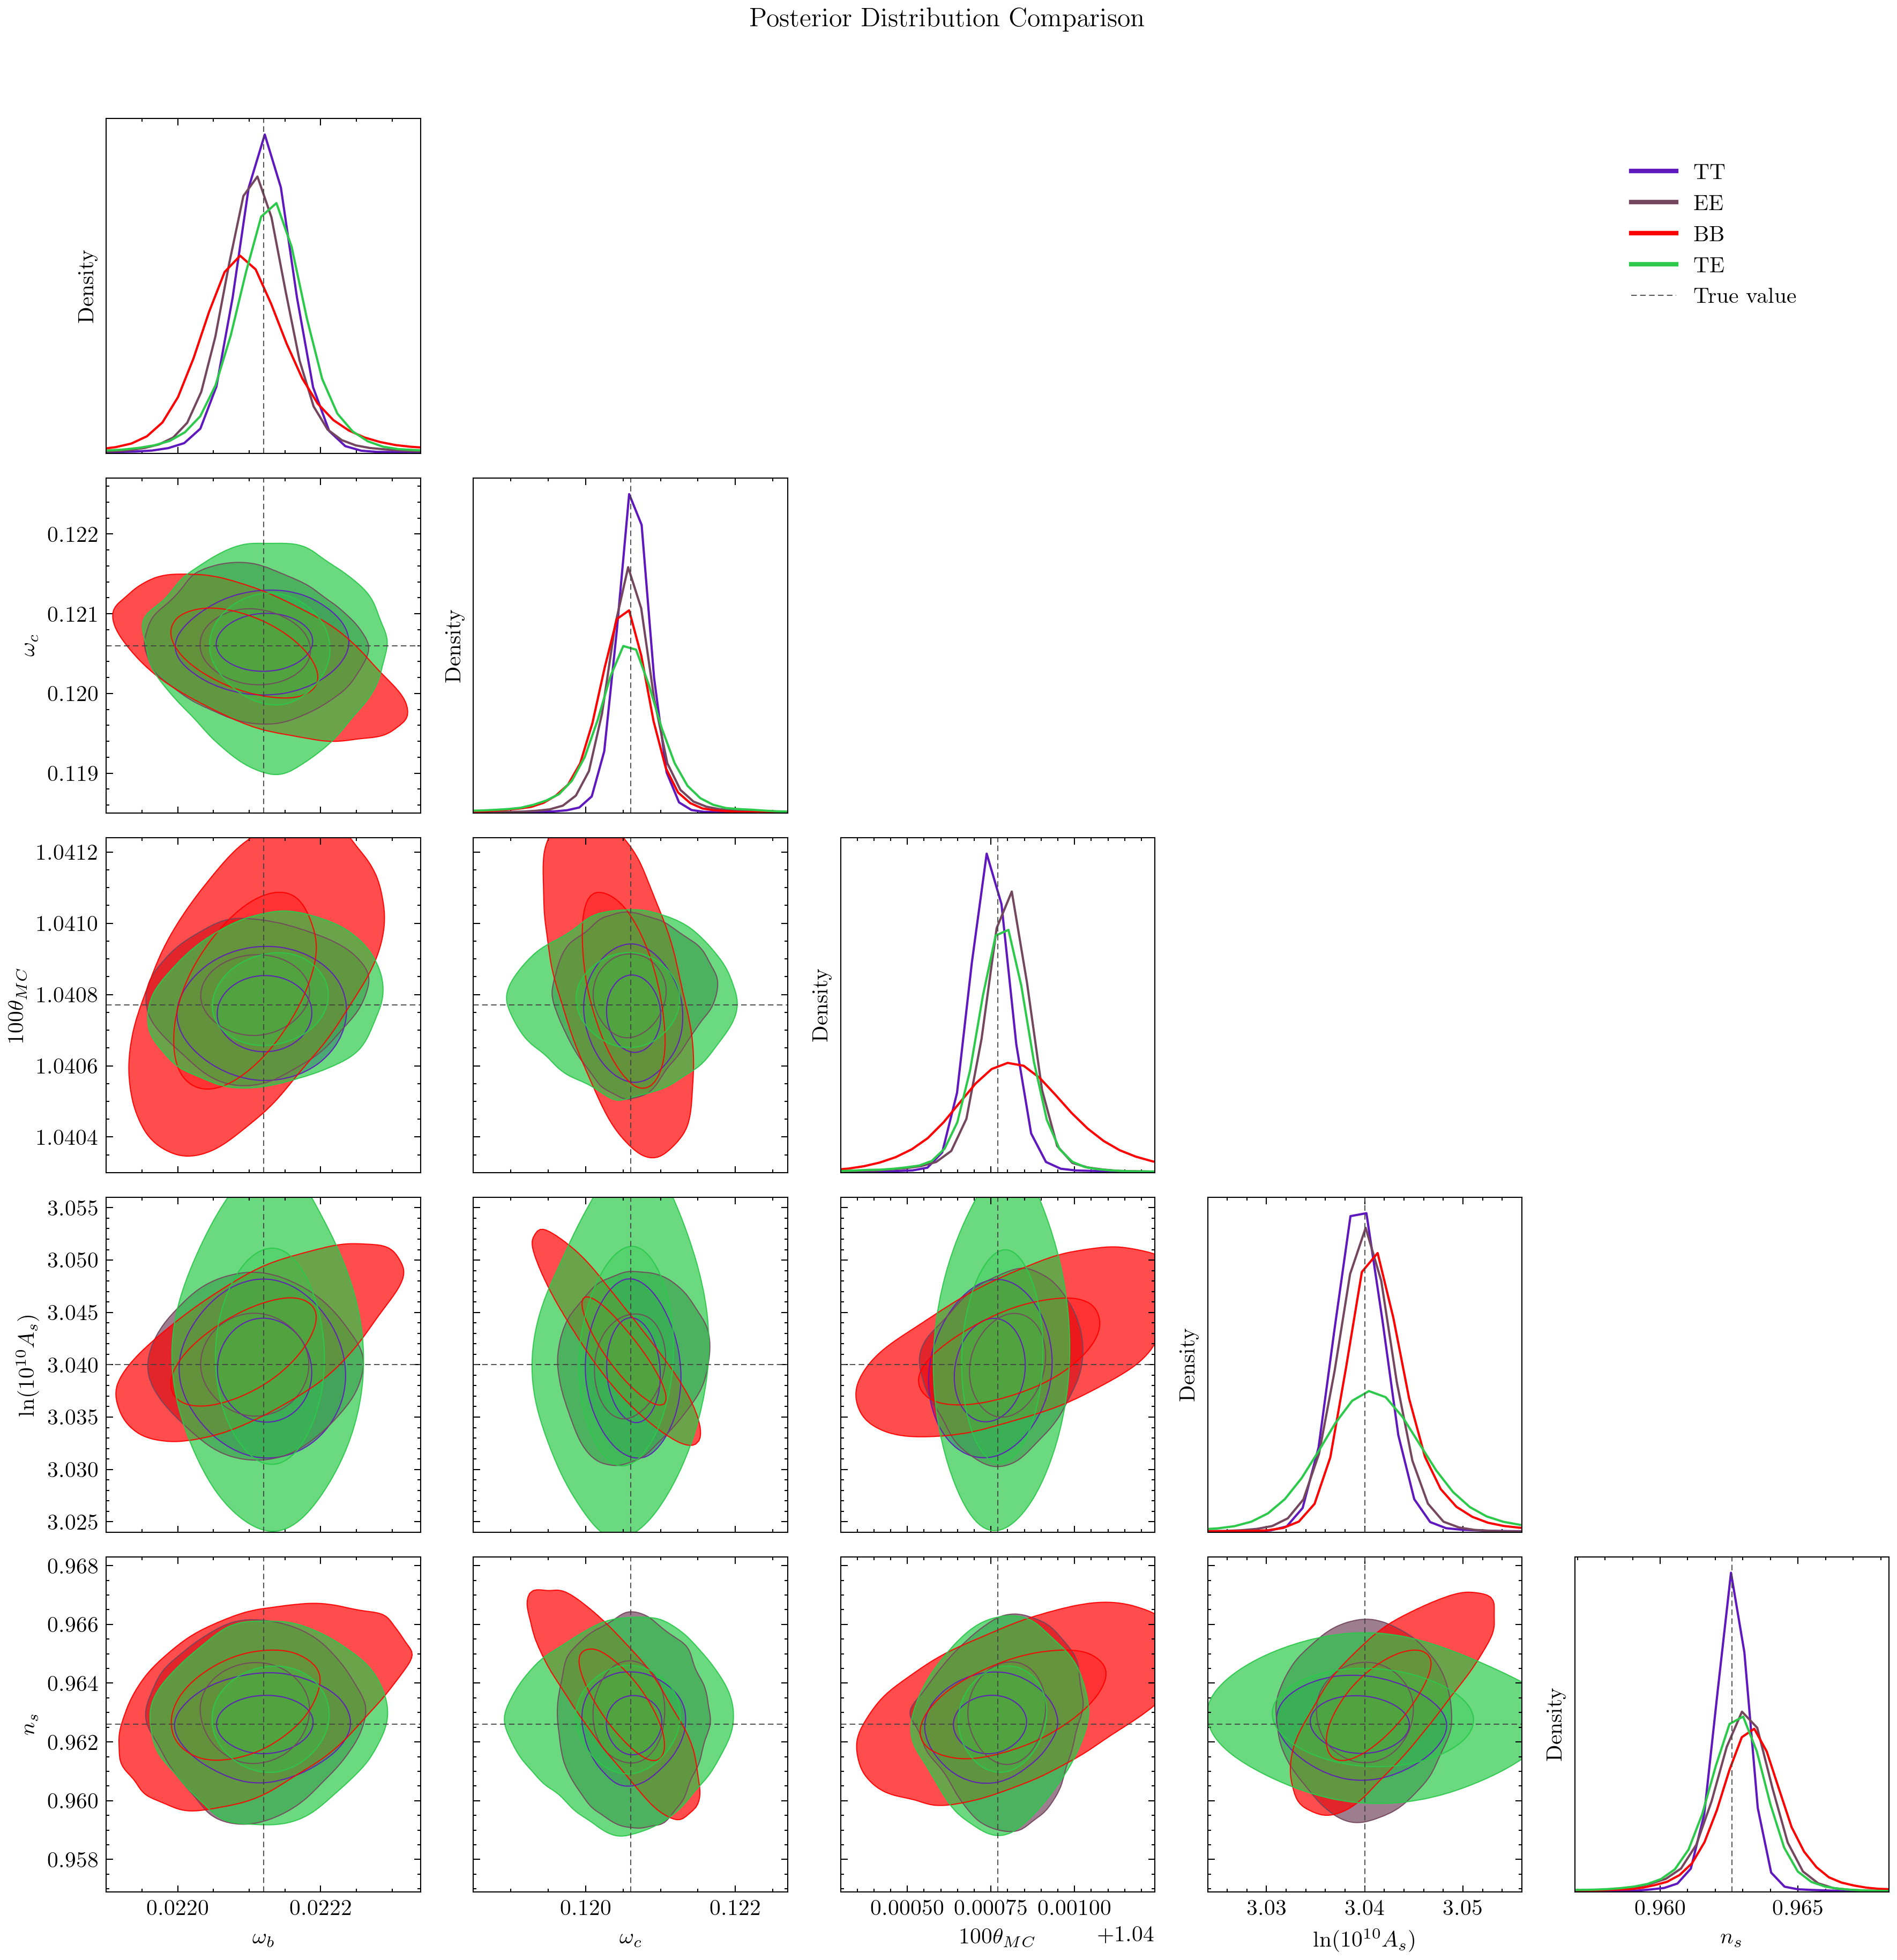 Posterior Distribution Comparison
TT
EE
BB
TE
True value
Density
0.122
0.121
0.120
0.119
ω_c
Density
1.0412
1.0410
1.0408
1.0406
1.0404
100θ_MC
Density
3.055
3.050
3.045
3.040
3.035
3.030
3.025
ln(10^10 A_s)
Density
0.968
0.966
0.964
0.962
0.960
0.958
n_s
Density
0.0220 0.0222
ω_b
0.120 0.122
ω_c
0.00050 0.00075 0.00100
100θ_MC +1.04
3.03 3.04 3.05
ln(10^10 A_s)
0.960 0.965
n_s